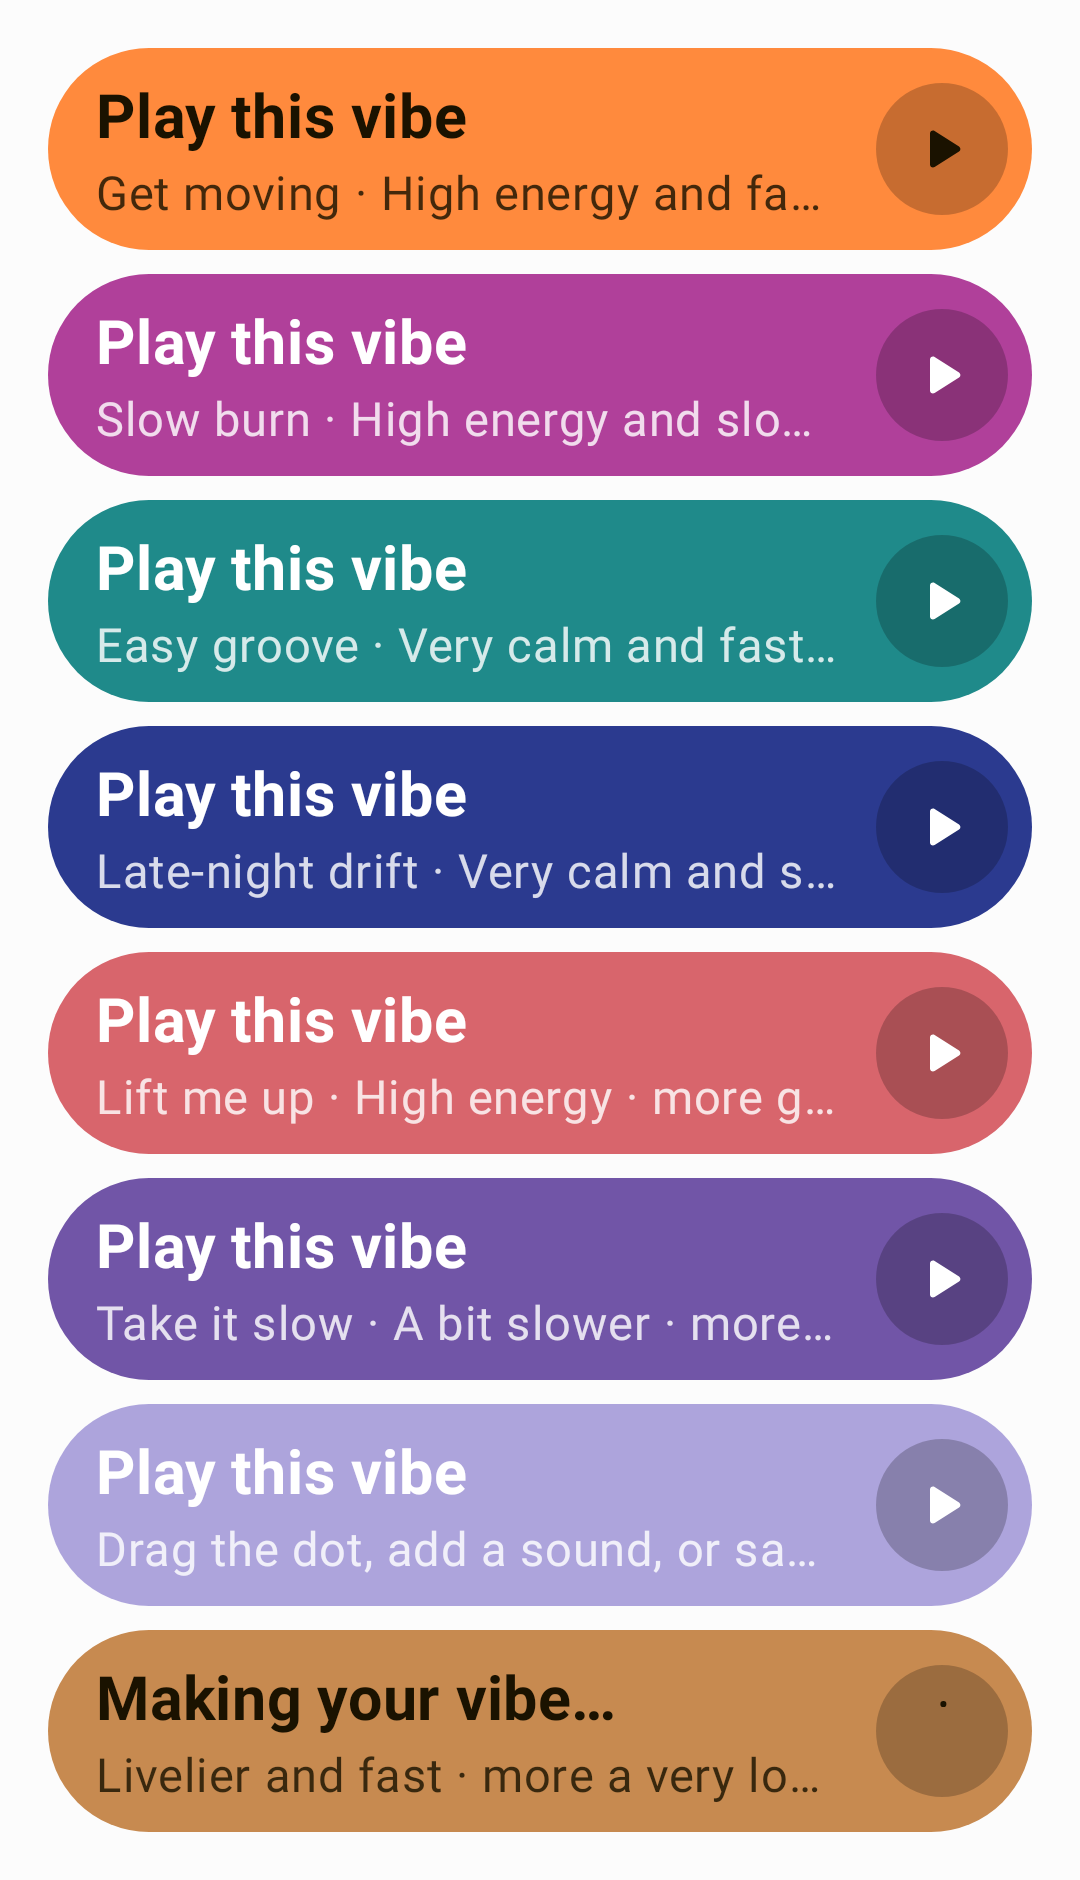 Play this vibe
Get moving · High energy and fa…
Play this vibe
Slow burn · High energy and slo…
Play this vibe
Easy groove · Very calm and fast…
Play this vibe
Late-night drift · Very calm and s…
Play this vibe
Lift me up · High energy · more g…
Play this vibe
Take it slow · A bit slower · more…
Play this vibe
Drag the dot, add a sound, or sa…
Making your vibe…
Livelier and fast · more a very lo…